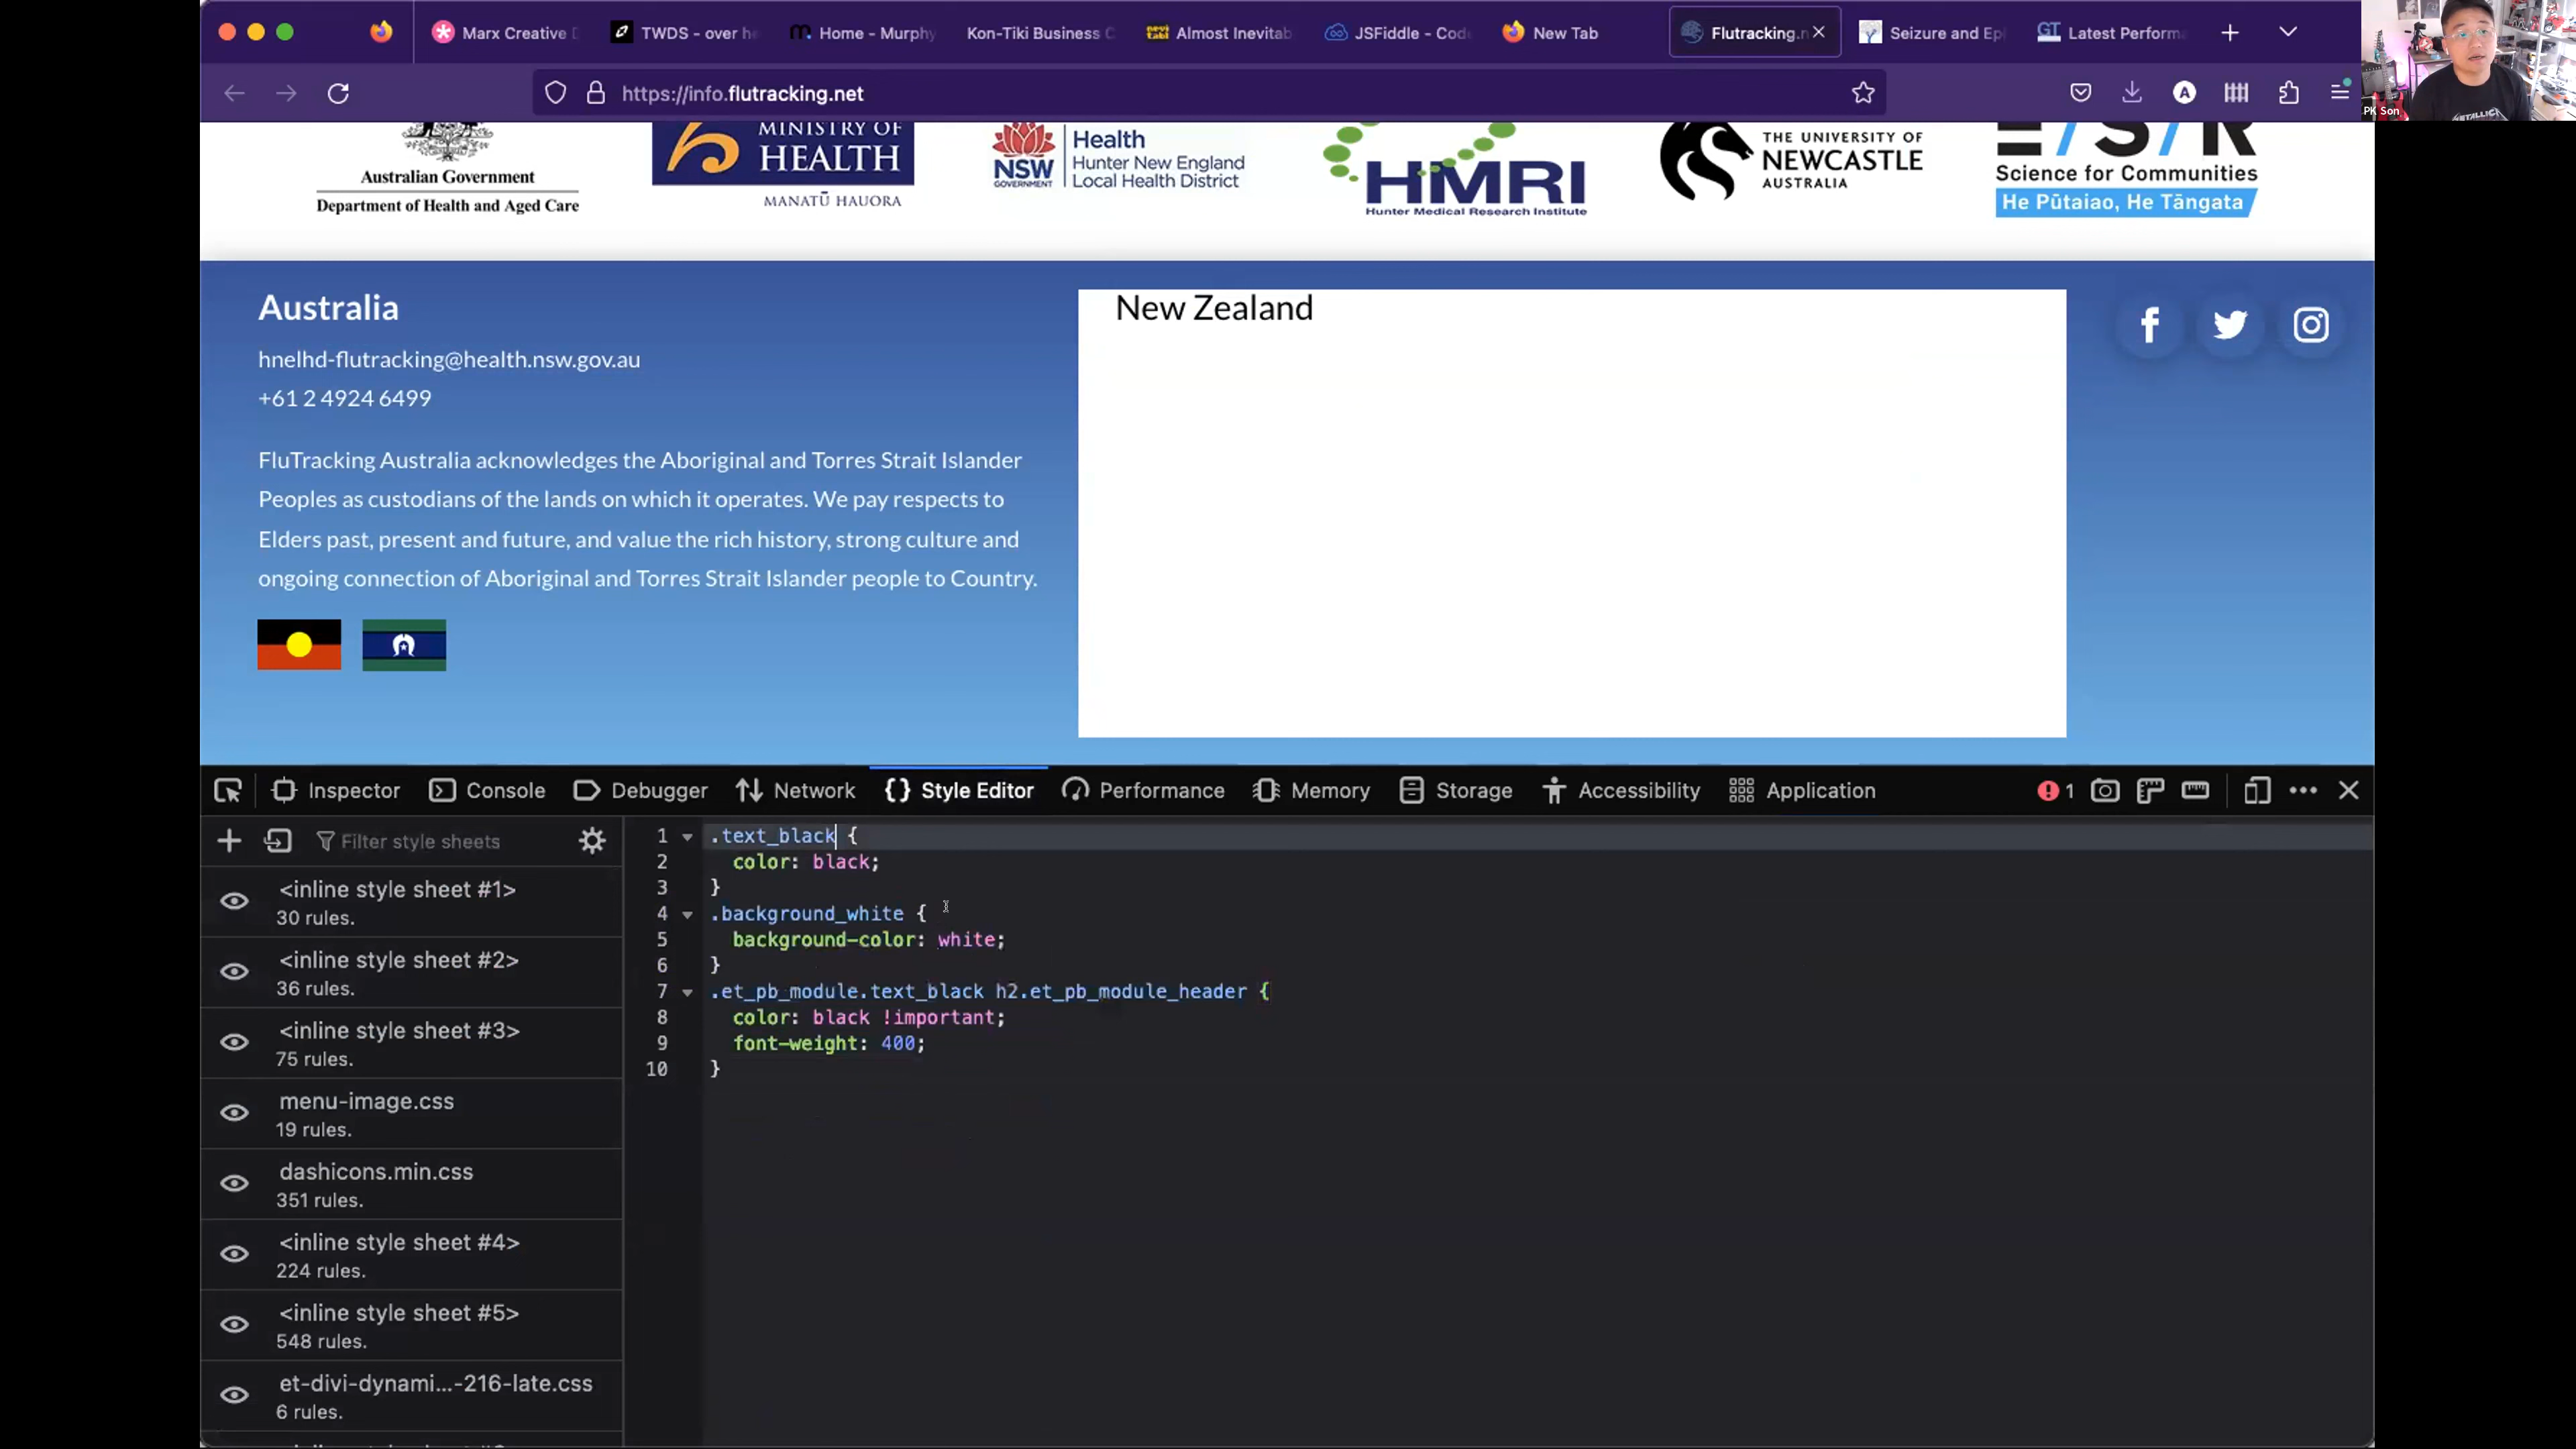 Marx Creative D
TWDS - over he
Home - Murphy
Kon-Tiki Business C
Almost Inevitab
JSFiddle - Cod
New Tab
Flutracking.n
Seizure and Epi
GT
Latest Performa
https://info.flutracking.net
A
PK Son
Australian Government
Department of Health and Aged Care
MINISTRY OF
HEALTH
MANATŪ HAUORA
NSW
GOVERNMENT
Health
Hunter New England
Local Health District
HMRI
Hunter Medical Research Institute
THE UNIVERSITY OF
NEWCASTLE
AUSTRALIA
E/S/R
Science for Communities
He Pūtaiao, He Tāngata
Australia
hnelhd-flutracking@health.nsw.gov.au
+61 2 4924 6499
FluTracking Australia acknowledges the Aboriginal and Torres Strait Islander
Peoples as custodians of the lands on which it operates. We pay respects to
Elders past, present and future, and value the rich history, strong culture and
ongoing connection of Aboriginal and Torres Strait Islander people to Country.
New Zealand
Inspector
Console
Debugger
Network
{} Style Editor
Performance
Memory
Storage
Accessibility
Application
1
Filter style sheets
<inline style sheet #1>
30 rules.
<inline style sheet #2>
36 rules.
<inline style sheet #3>
75 rules.
menu-image.css
19 rules.
dashicons.min.css
351 rules.
<inline style sheet #4>
224 rules.
<inline style sheet #5>
548 rules.
et-divi-dynami...-216-late.css
6 rules.
1 .text_black {
2 color: black;
3 }
4 .background_white {
5 background-color: white;
6 }
7 .et_pb_module.text_black h2.et_pb_module_header {
8 color: black !important;
9 font-weight: 400;
10 }